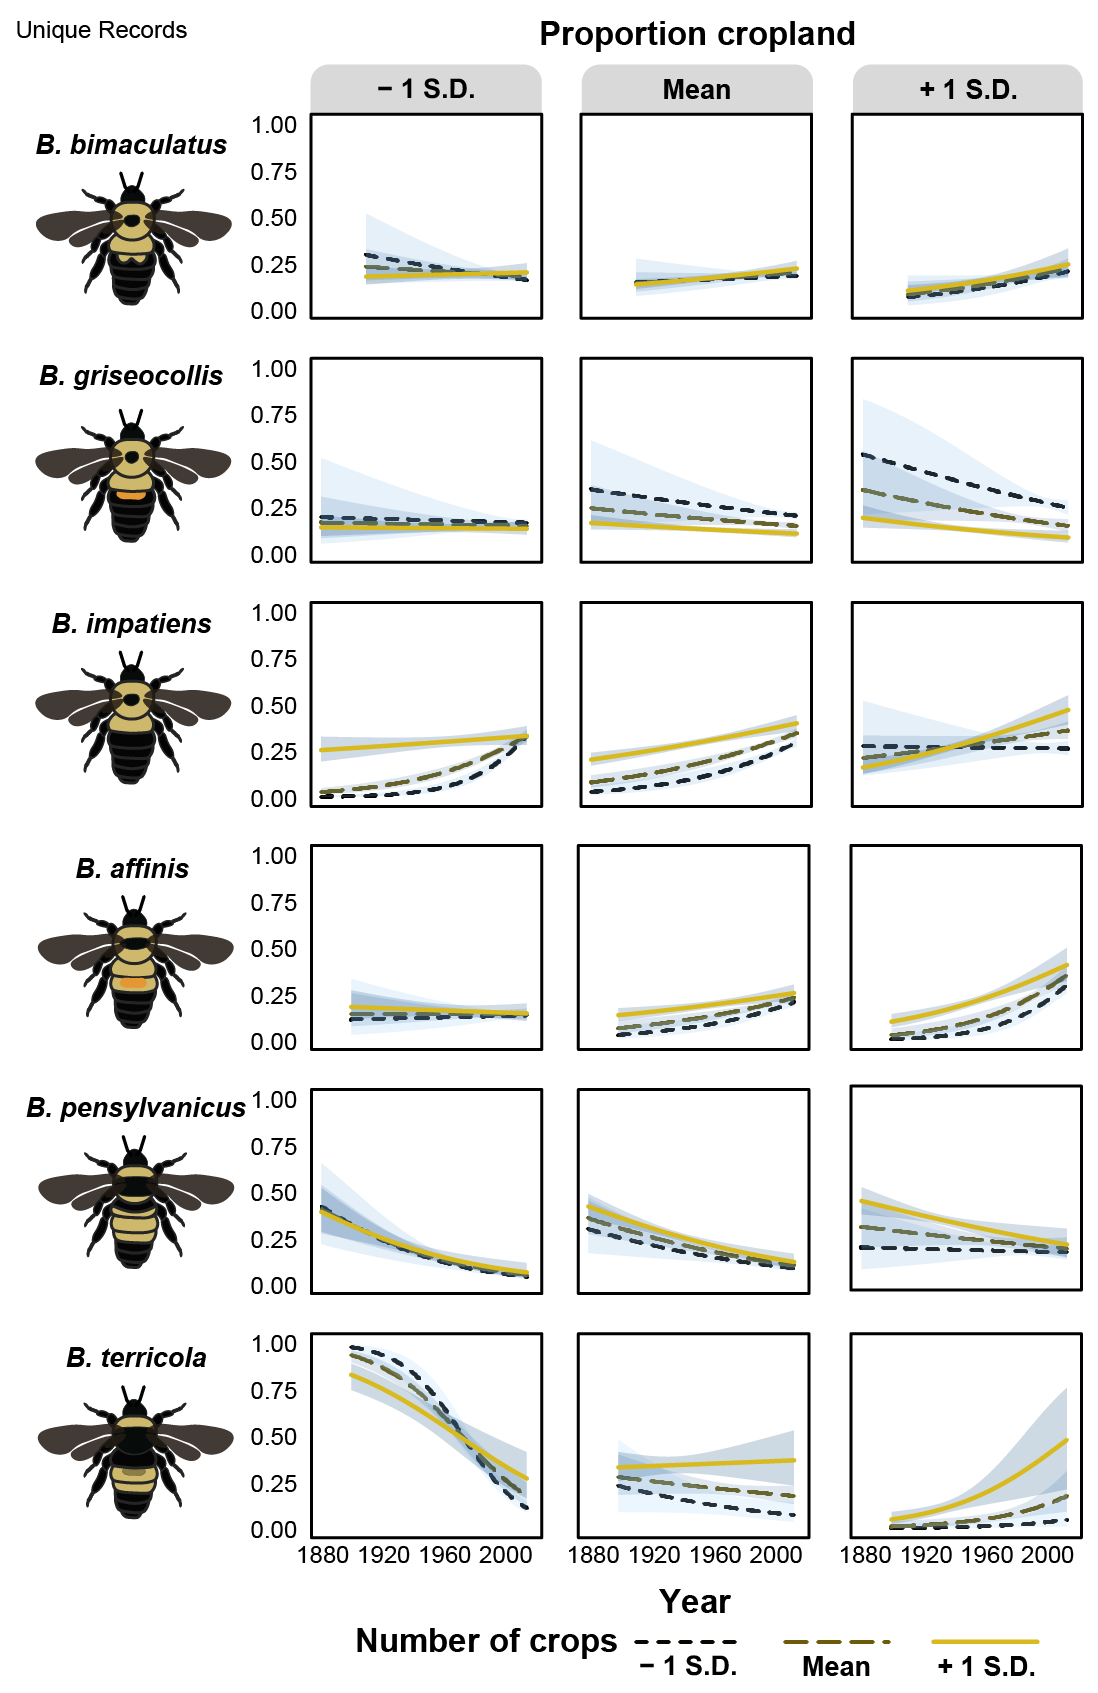 Unique Records
Proportion cropland
− 1 S.D.
Mean
+ 1 S.D.
B. bimaculatus
1.00
0.75
0.50
0.25
0.00
B. griseocollis
1.00
0.75
0.50
0.25
0.00
B. impatiens
1.00
0.75
0.50
0.25
0.00
B. affinis
1.00
0.75
0.50
0.25
0.00
B. pensylvanicus
1.00
0.75
0.50
0.25
0.00
B. terricola
1.00
0.75
0.50
0.25
0.00
1880 1920 1960 2000
1880 1920 1960 2000
1880 1920 1960 2000
Year
Number of crops
− 1 S.D.
Mean
+ 1 S.D.